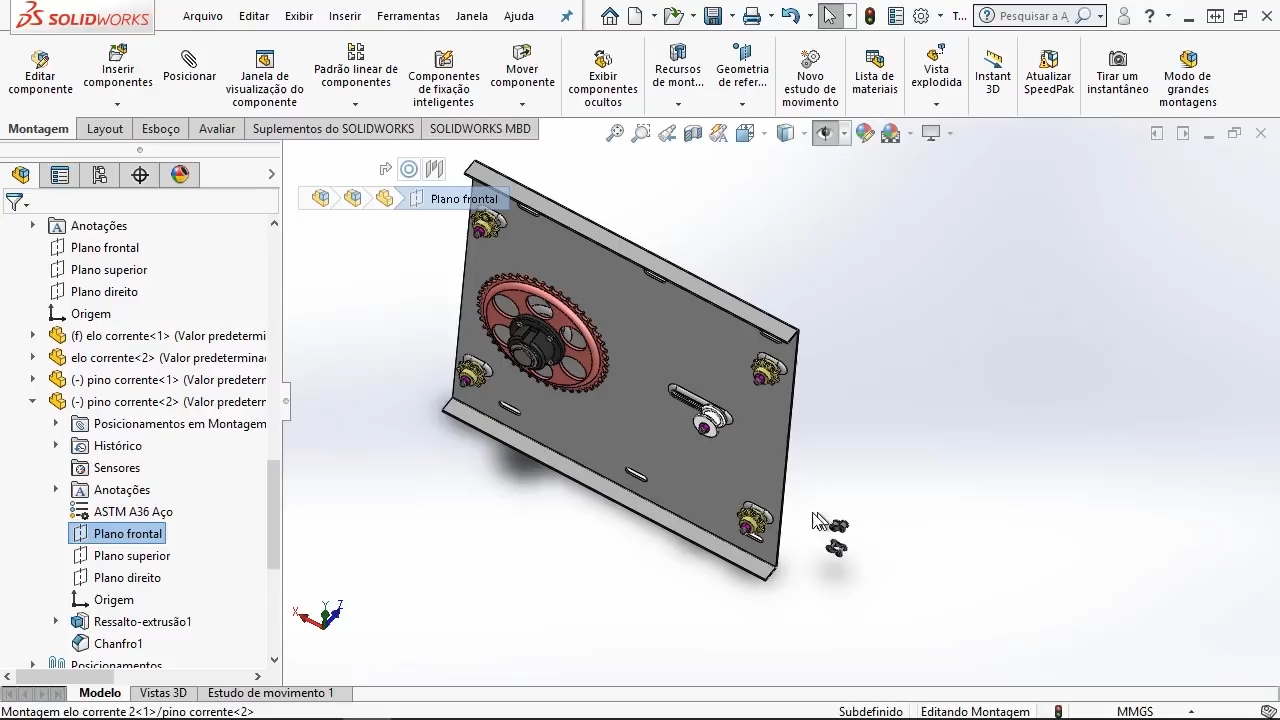 SOLIDWORKS
Arquivo Editar Exibir Inserir Ferramentas Janela Ajuda
T...
Pesquisar a A
Editar componente
Inserir componentes
Posicionar
Janela de visualização do componente
Padrão linear de componentes
Componentes de fixação inteligentes
Mover componente
Exibir componentes ocultos
Recursos de mont...
Geometria de refer...
Novo estudo de movimento
Lista de materiais
Vista explodida
Instant 3D
Atualizar SpeedPak
Tirar um instantâneo
Modo de grandes montagens
Montagem Layout Esboço Avaliar Suplementos do SOLIDWORKS SOLIDWORKS MBD
Plano frontal
Anotações
Plano frontal
Plano superior
Plano direito
Origem
(f) elo corrente<1> (Valor predetermi
elo corrente<2> (Valor predetermina
(-) pino corrente<1> (Valor predeterr
(-) pino corrente<2> (Valor predeterr
Posicionamentos em Montagem
Histórico
Sensores
Anotações
ASTM A36 Aço
Plano frontal
Plano superior
Plano direito
Origem
Ressalto-extrusão1
Chanfro1
Posicionamentos
X Y Z
Modelo Vistas 3D Estudo de movimento 1
Montagem elo corrente 2<1>/pino corrente<2>
Subdefinido Editando Montagem MMGS